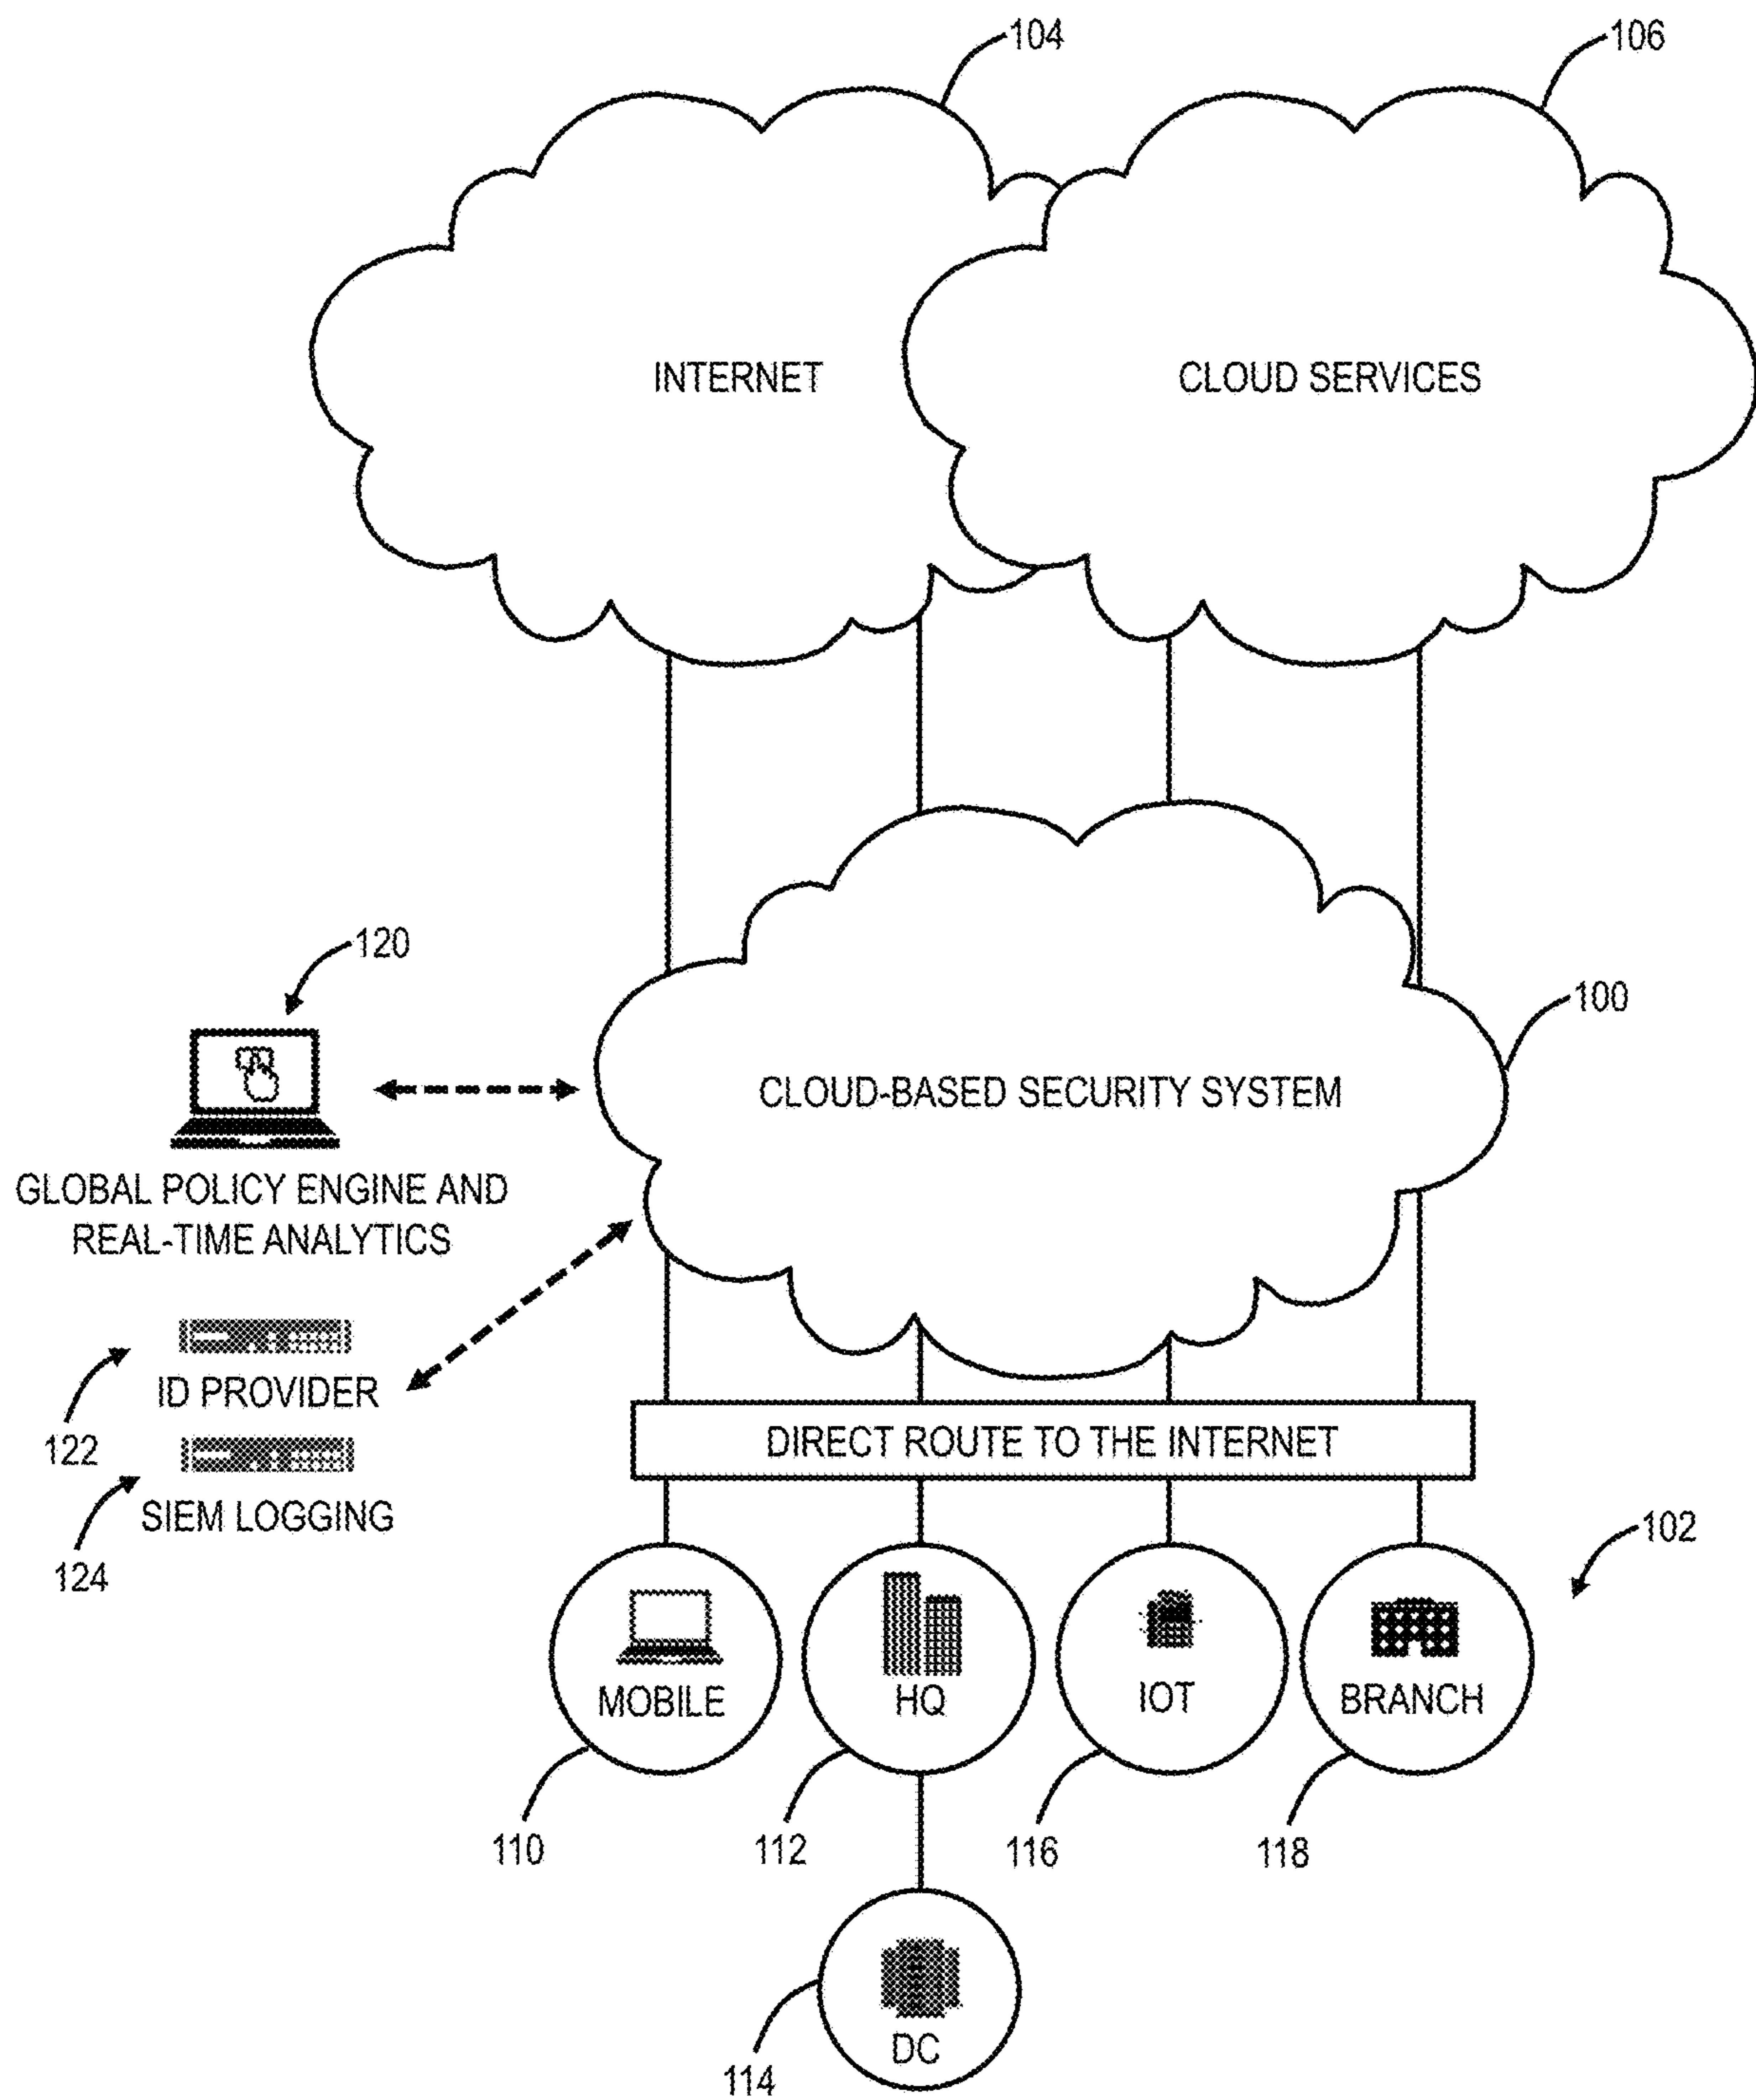 104
106
INTERNET
CLOUD SERVICES
120
100
CLOUD-BASED SECURITY SYSTEM
GLOBAL POLICY ENGINE AND
REAL-TIME ANALYTICS
ID PROVIDER
122
DIRECT ROUTE TO THE INTERNET
SIEM LOGGING
124
102
MOBILE
HQ
IOT
BRANCH
110
112
116
118
DC
114